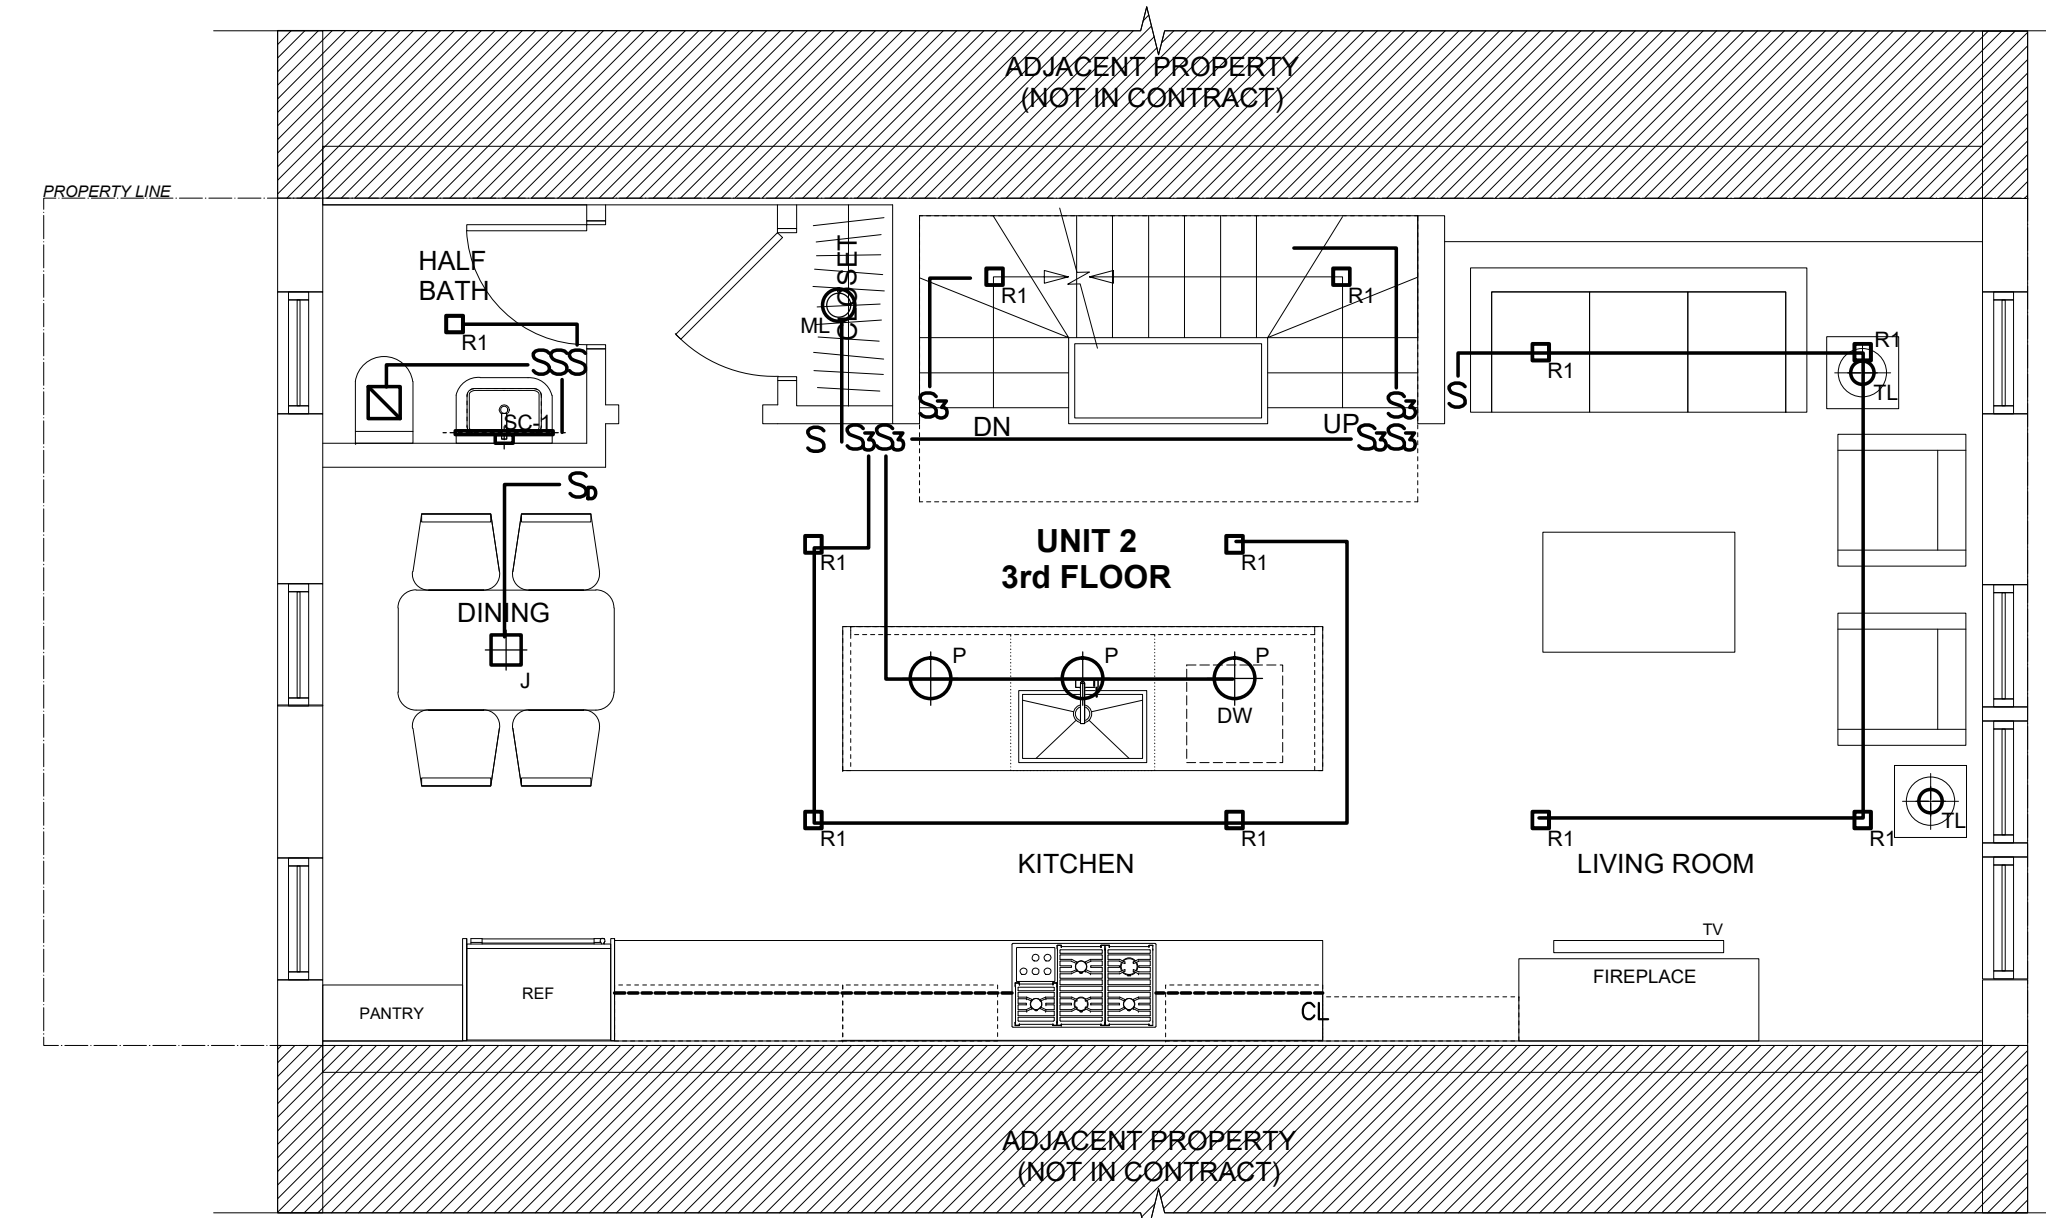 ADJACENT PROPERTY
(NOT IN CONTRACT)
PROPERTY LINE
HALF
BATH
CLOSET
R1
R1
R1
ML
R1
R1
TL
SSS
S3
S3
S
SC-1
DN
UP
S
S3S3
S3S3
SD
UNIT 2
3rd FLOOR
R1
R1
DINING
P
P
P
J
DW
R1
R1
R1
R1
TL
KITCHEN
LIVING ROOM
TV
FIREPLACE
REF
PANTRY
CL
ADJACENT PROPERTY
(NOT IN CONTRACT)